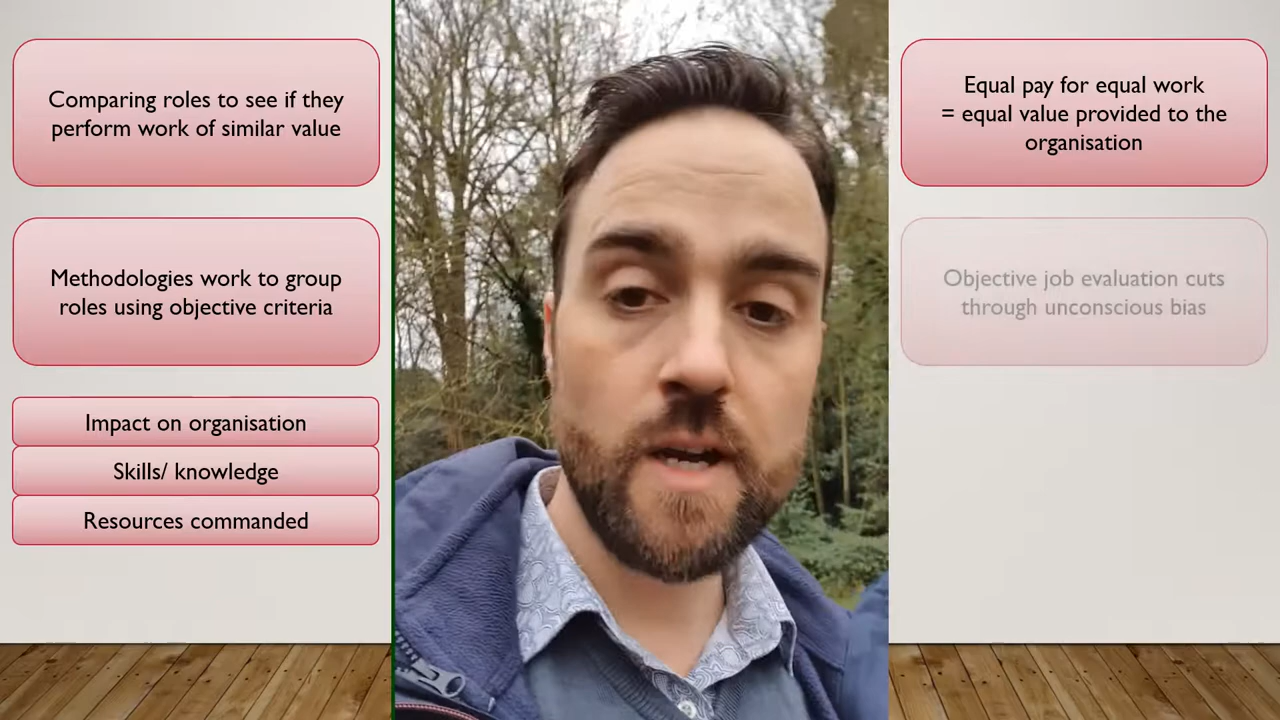 Comparing roles to see if they
perform work of similar value
Methodologies work to group
roles using objective criteria
Impact on organisation
Skills/ knowledge
Resources commanded
Equal pay for equal work
= equal value provided to the
organisation
Objective job evaluation cuts
through unconscious bias